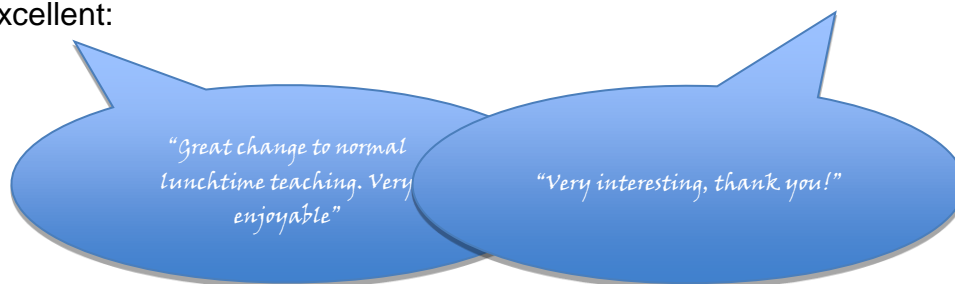 xcellent:
“Great change to normal
lunchtime teaching. Very
enjoyable”
“Very interesting, thank you!”